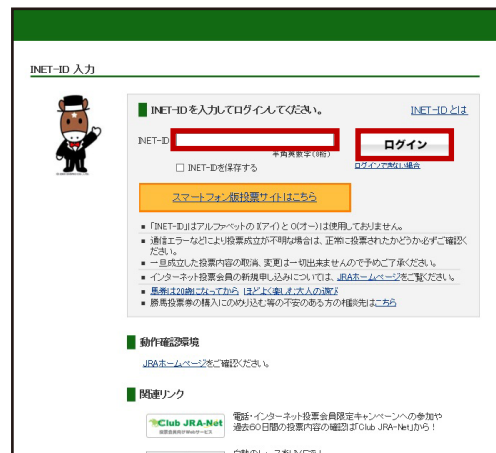 INET-ID 入力
INET-IDを入力してログインしてください。
INET-IDとは
INET-ID
半角英数字(8桁)
ログイン
INET-IDを保存する
ログインできない場合
スマートフォン版投票サイトはこちら
■ 「INET-ID」はアルファベットの I(アイ)と O(オー)は使用しておりません。
■ 通信エラーなどにより投票成立が不明な場合は、正常に投票されたかどうか必ずご確認く
ださい。
■ 一旦成立した投票内容の取消、変更は一切出来ませんので予めご了承ください。
■ インターネット投票会員の新規申し込みについては、JRAホームページをご覧ください。
■ 馬券は20歳になってから ほどよく楽しむ大人の遊び
■ 勝馬投票券の購入にのめり込む等の不安のある方の相談先はこちら
動作確認環境
JRAホームページをご確認ください。
関連リンク
Club JRA-Net
電話・インターネット投票会員限定キャンペーンへの参加や
過去60日間の投票内容の確認は「Club JRA-Net」から!